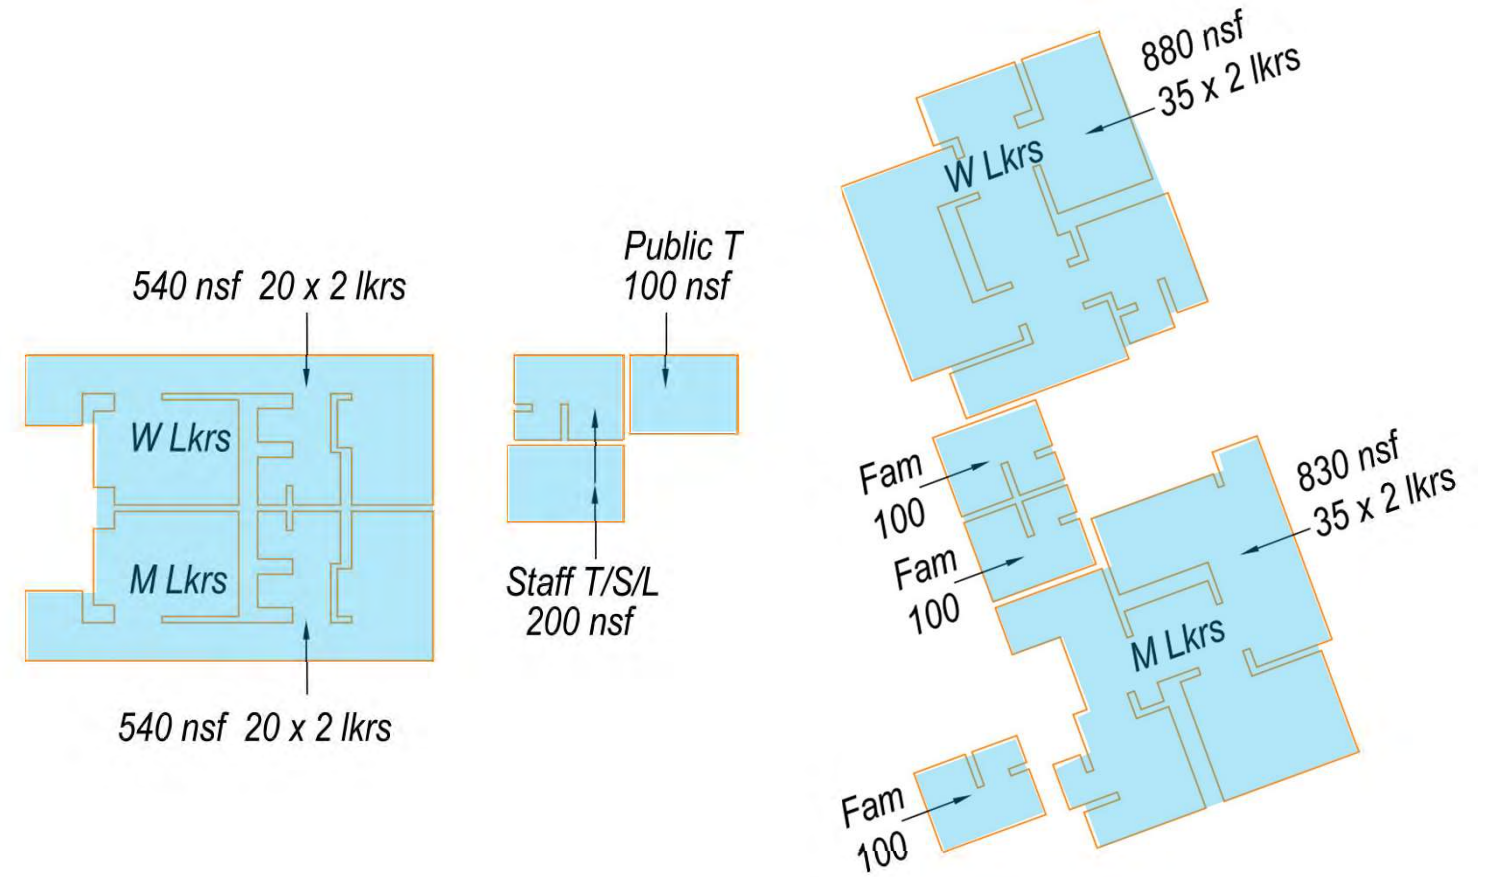 540 nsf 20 x 2 lkrs
W Lkrs
M Lkrs
540 nsf 20 x 2 lkrs
Public T
100 nsf
Staff T/S/L
200 nsf
880 nsf
35 x 2 lkrs
W Lkrs
Fam
100
Fam
100
830 nsf
35 x 2 lkrs
M Lkrs
Fam
100